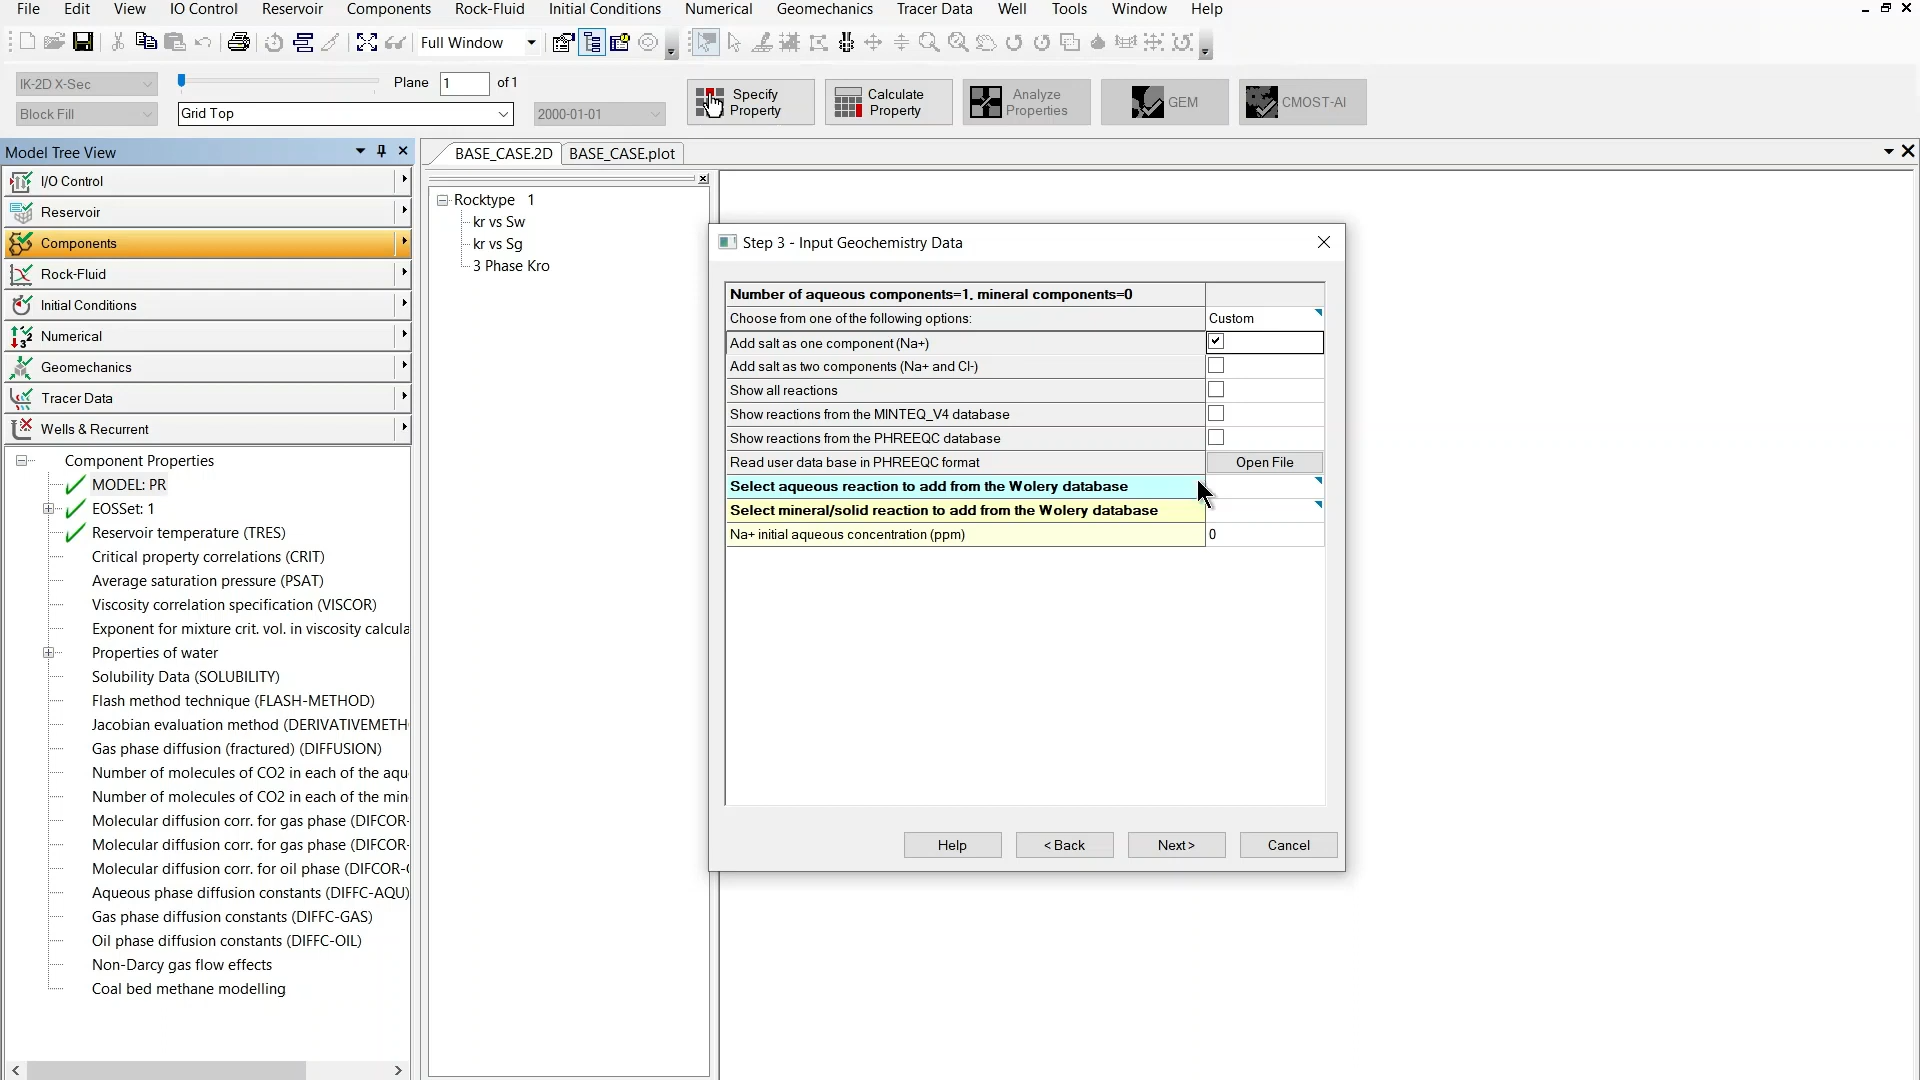 File Edit View IO Control Reservoir Components Rock-Fluid Initial Conditions Numerical Geomechanics Tracer Data Well Tools Window Help
Full Window
IK-2D X-Sec Plane 1 of 1
Block Fill Grid Top 2000-01-01
Specify Property
Calculate Property
Analyze Properties
GEM
CMOST-AI
Model Tree View
I/O Control
Reservoir
Components
Rock-Fluid
Initial Conditions
Numerical
Geomechanics
Tracer Data
Wells & Recurrent
Component Properties
MODEL: PR
EOSSet: 1
Reservoir temperature (TRES)
Critical property correlations (CRIT)
Average saturation pressure (PSAT)
Viscosity correlation specification (VISCOR)
Exponent for mixture crit. vol. in viscosity calcula
Properties of water
Solubility Data (SOLUBILITY)
Flash method technique (FLASH-METHOD)
Jacobian evaluation method (DERIVATIVEMETH
Gas phase diffusion (fractured) (DIFFUSION)
Number of molecules of CO2 in each of the aqu
Number of molecules of CO2 in each of the min
Molecular diffusion corr. for gas phase (DIFCOR-
Molecular diffusion corr. for gas phase (DIFCOR-
Molecular diffusion corr. for oil phase (DIFCOR-(
Aqueous phase diffusion constants (DIFFC-AQU)
Gas phase diffusion constants (DIFFC-GAS)
Oil phase diffusion constants (DIFFC-OIL)
Non-Darcy gas flow effects
Coal bed methane modelling
BASE_CASE.2D BASE_CASE.plot
Rocktype 1
kr vs Sw
kr vs Sg
3 Phase Kro
Step 3 - Input Geochemistry Data
Number of aqueous components=1, mineral components=0
Choose from one of the following options: Custom
Add salt as one component (Na+)
Add salt as two components (Na+ and Cl-)
Show all reactions
Show reactions from the MINTEQ_V4 database
Show reactions from the PHREEQC database
Read user data base in PHREEQC format Open File
Select aqueous reaction to add from the Wolery database
Select mineral/solid reaction to add from the Wolery database
Na+ initial aqueous concentration (ppm) 0
Help < Back Next > Cancel